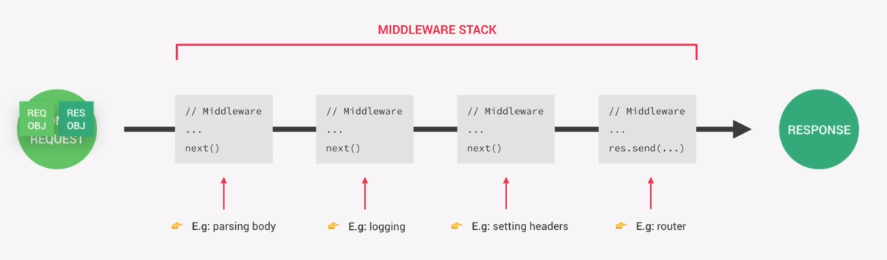 MIDDLEWARE STACK
REQ OBJ
RES OBJ
REQUEST
// Middleware
...
next()
// Middleware
...
next()
// Middleware
...
next()
// Middleware
...
res.send(...)
RESPONSE
👉 E.g: parsing body
👉 E.g: logging
👉 E.g: setting headers
👉 E.g: router